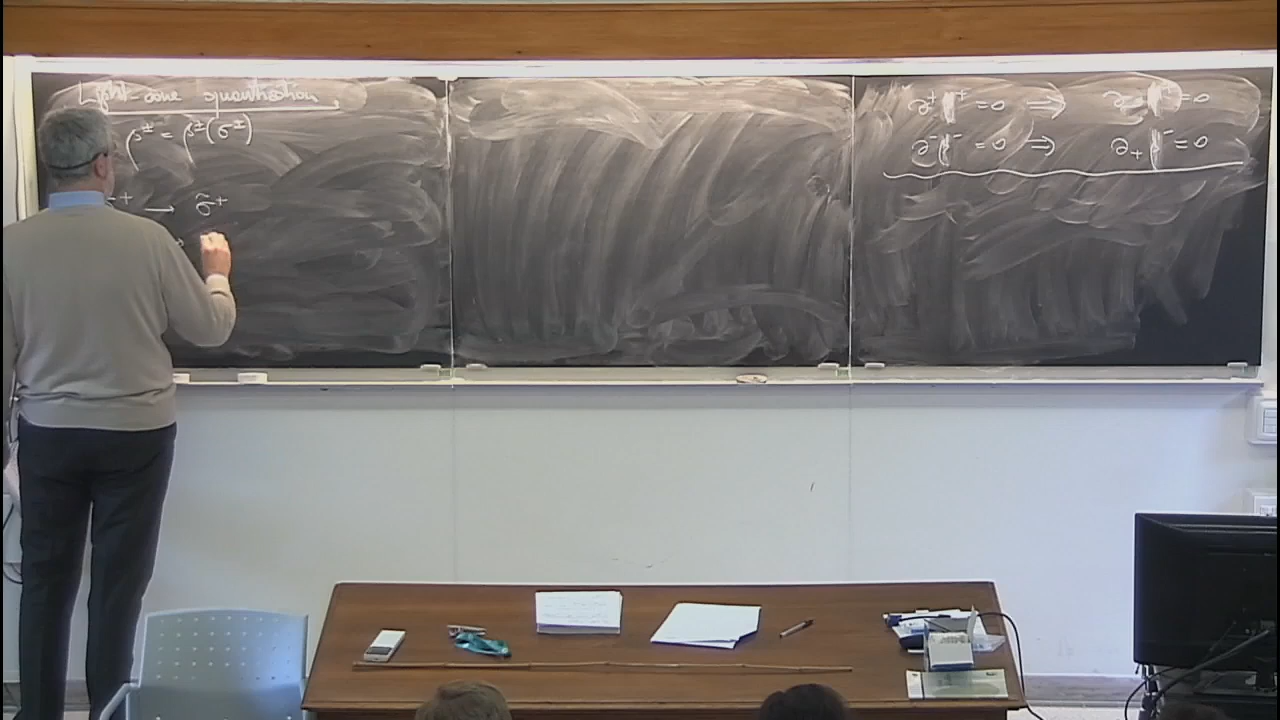 Light-cone quantisation
ξ± = ξ±(σ±)
+ → σ̃+
∂+ξ+ = 0 ⇒ ∂-ξ+ = 0
∂-ξ- = 0 ⇒ ∂+ξ- = 0